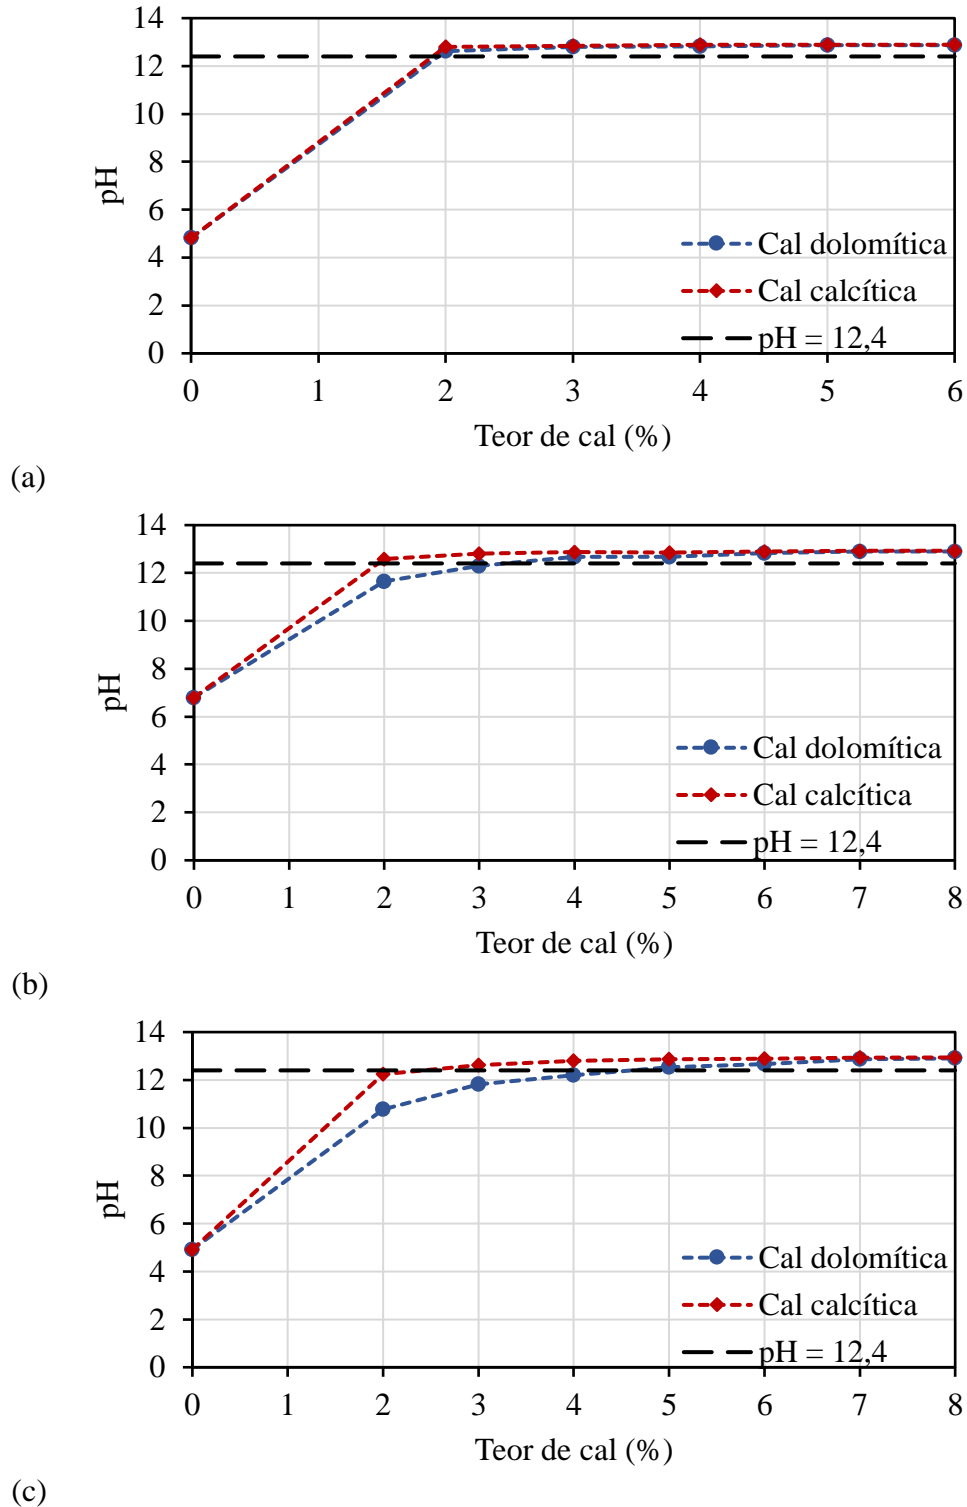 14
12
10
8
6
4
2
0
pH
Cal dolomítica
Cal calcítica
pH = 12,4
0 1 2 3 4 5 6
Teor de cal (%)
(a)
14
12
10
8
6
4
2
0
pH
Cal dolomítica
Cal calcítica
pH = 12,4
0 1 2 3 4 5 6 7 8
Teor de cal (%)
(b)
14
12
10
8
6
4
2
0
pH
Cal dolomítica
Cal calcítica
pH = 12,4
0 1 2 3 4 5 6 7 8
Teor de cal (%)
(c)